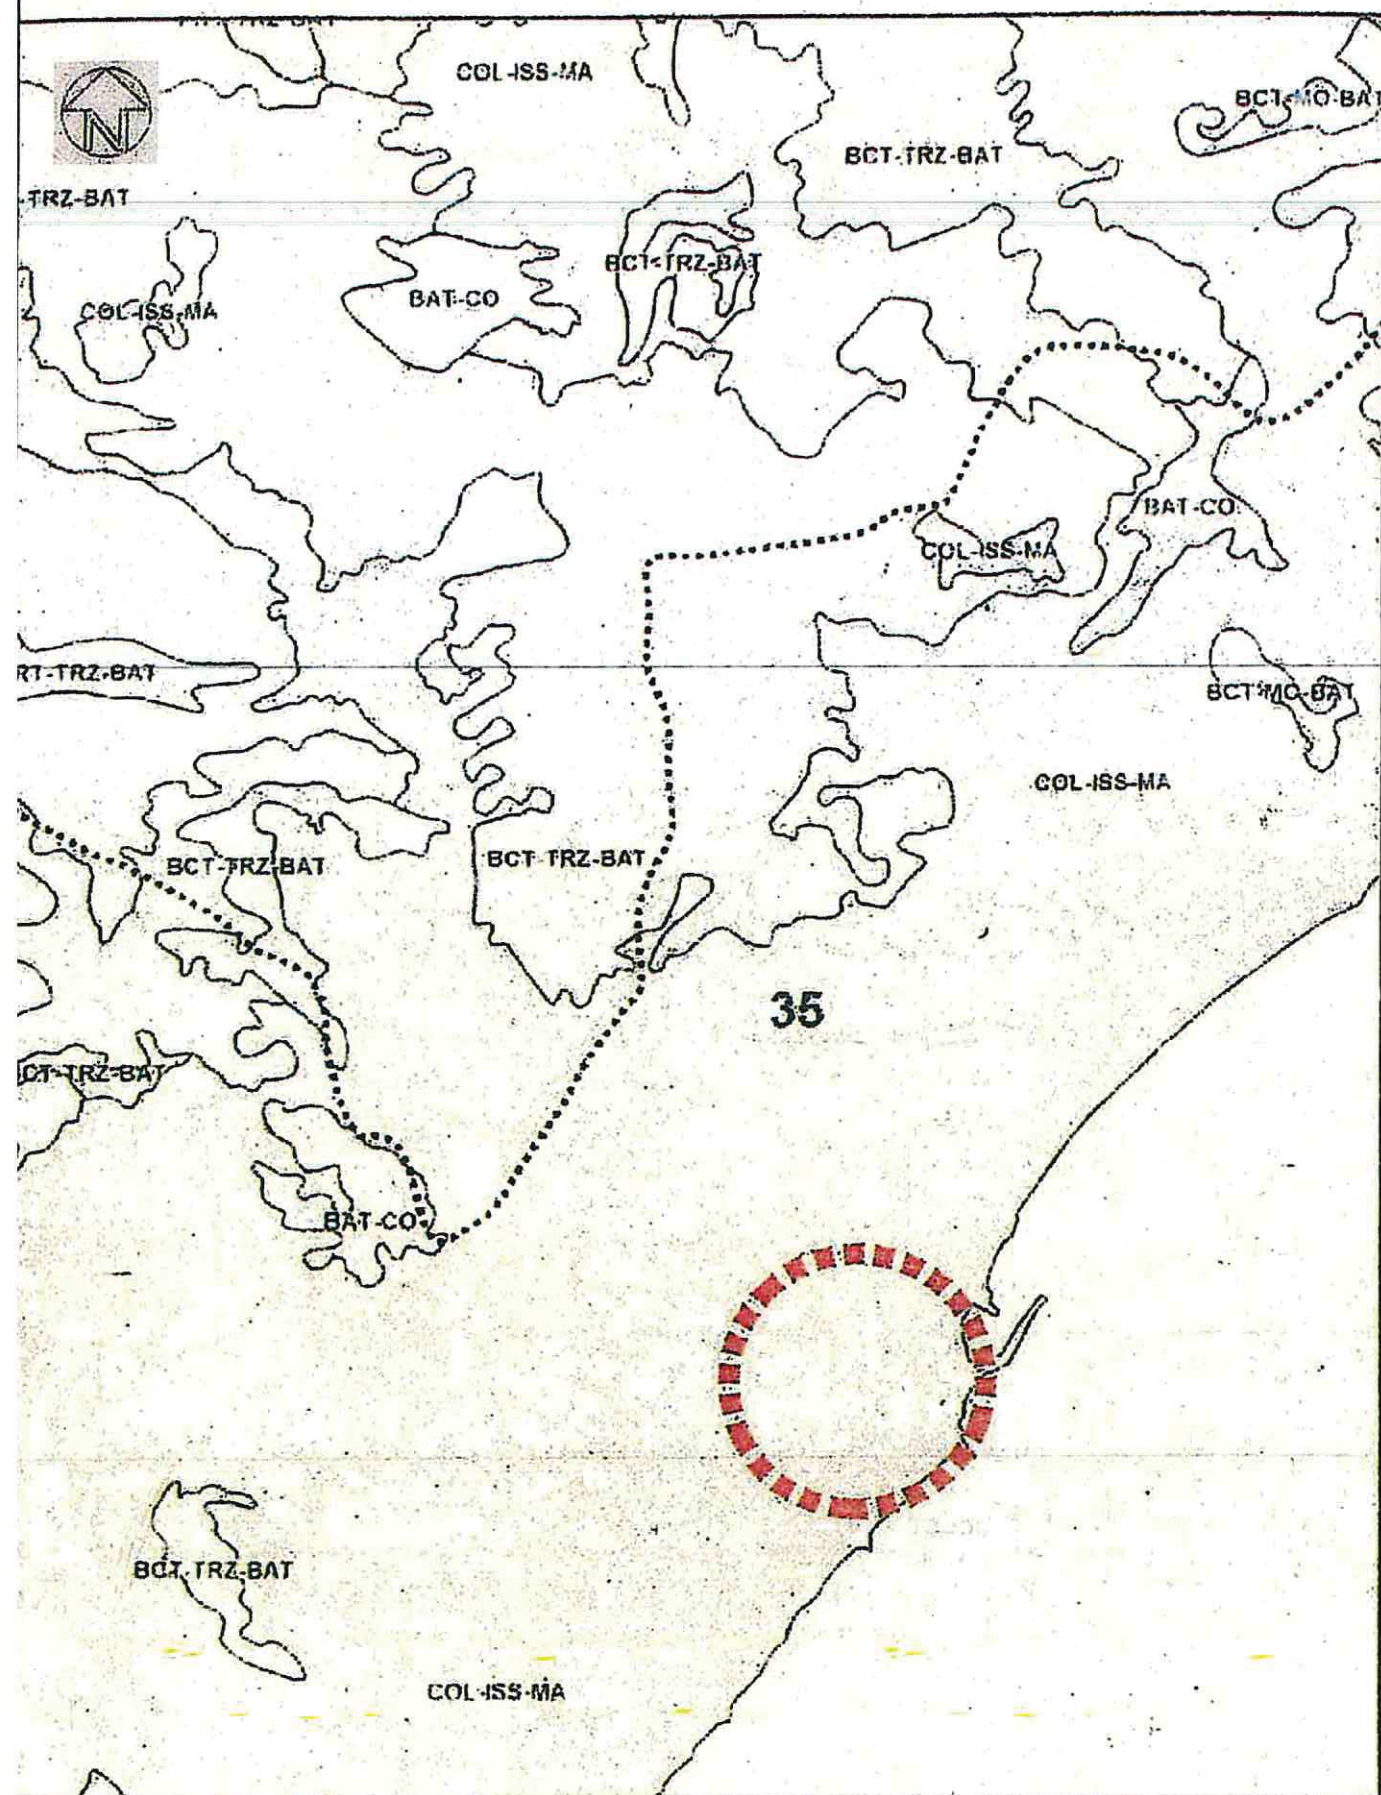 COL-ISS-MA
N
BCT-MO-BAT
BCT-TRZ-BAT
-TRZ-BAT
BCT-TRZ-BAT
COL-ISS-MA
BAT-CO
BAT-CO
COL-ISS-MA
RT-TRZ-BAT
BCT-MO-BAT
COL-ISS-MA
BCT-TRZ-BAT
BCT TRZ-BAT
35
CT-TRZ-BAT
BAT-CO
BCT-TRZ-BAT
COL-ISS-MA